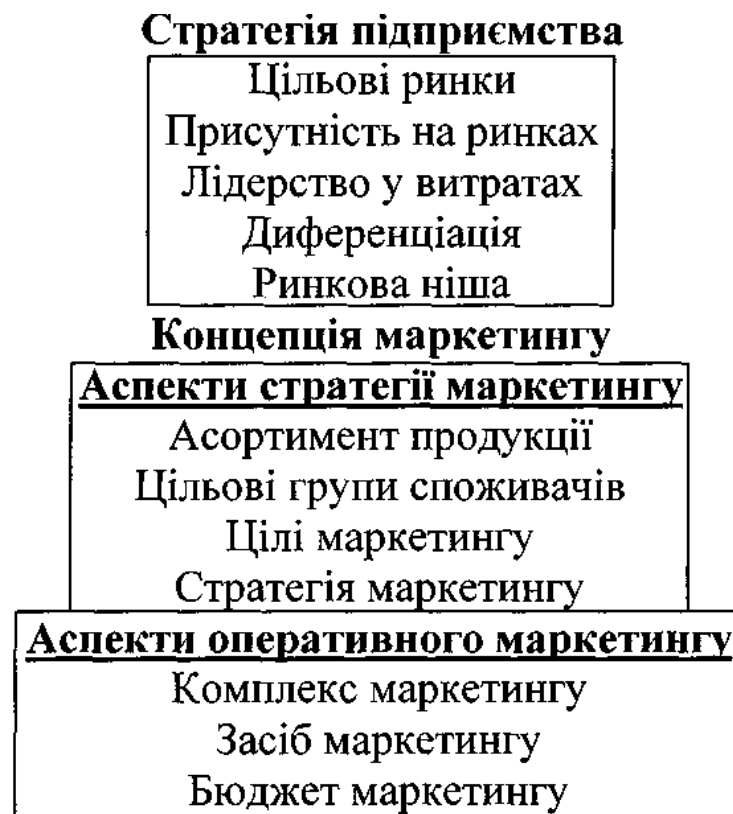 Стратегія підприємства
Цільові ринки
Присутність на ринках
Лідерство у витратах
Диференціація
Ринкова ніша
Концепція маркетингу
Аспекти стратегії маркетингу
Асортимент продукції
Цільові групи споживачів
Цілі маркетингу
Стратегія маркетингу
Аспекти оперативного маркетингу
Комплекс маркетингу
Засіб маркетингу
Бюджет маркетингу